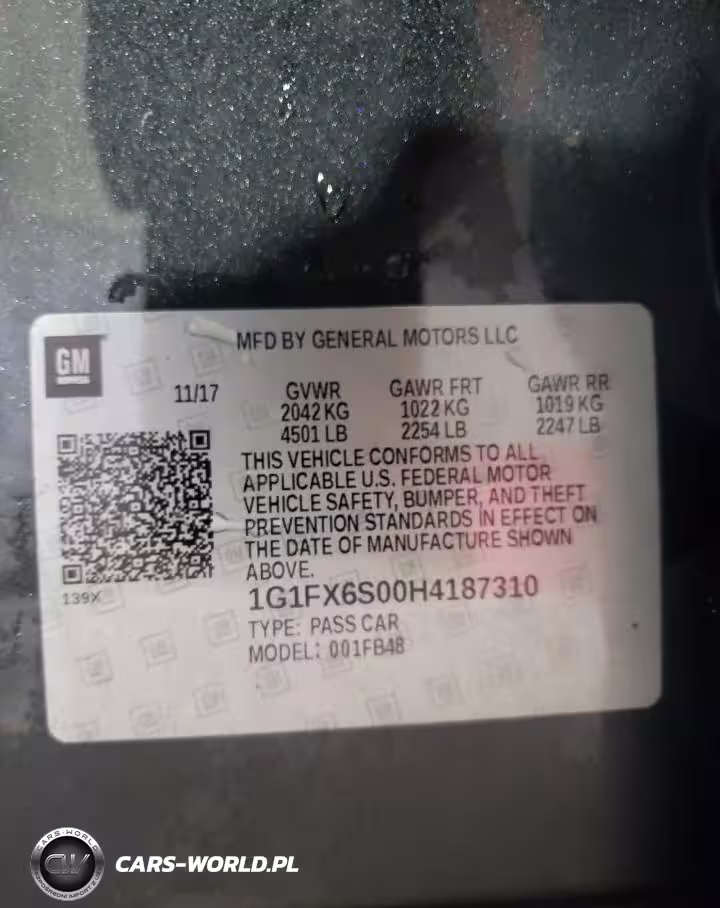 MFD BY GENERAL MOTORS LLC
GM
11/17
GVWR GAWR FRT GAWR RR
2042 KG 1022 KG 1019 KG
4501 LB 2254 LB 2247 LB
THIS VEHICLE CONFORMS TO ALL
APPLICABLE U.S. FEDERAL MOTOR
VEHICLE SAFETY, BUMPER, AND THEFT
PREVENTION STANDARDS IN EFFECT ON
THE DATE OF MANUFACTURE SHOWN
ABOVE.
139X
1G1FX6S00H4187310
TYPE: PASS CAR
MODEL: 001FB48
CARS-WORLD
CW
CARS-WORLD.PL